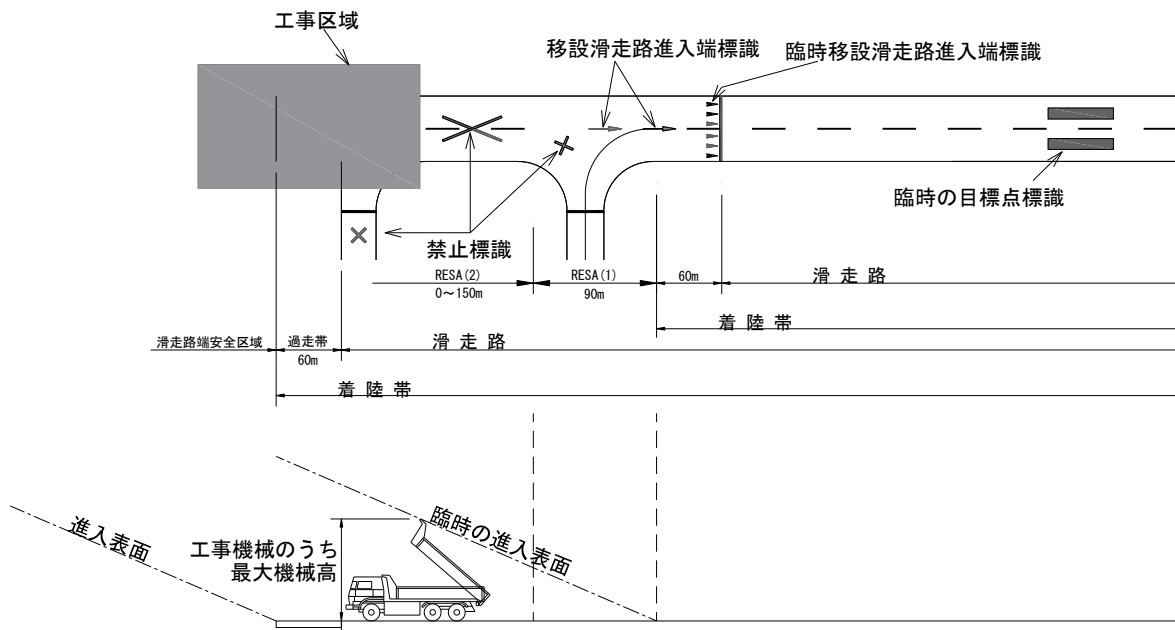 工事区域
移設滑走路進入端標識
臨時移設滑走路進入端標識
臨時の目標点標識
禁止標識
RESA(2)
0～150m
RESA(1)
90m
60m
滑 走 路
着 陸 帯
滑走路端安全区域
過走帯
60m
滑 走 路
着 陸 帯
進入表面
工事機械のうち
最大機械高
臨時の進入表面